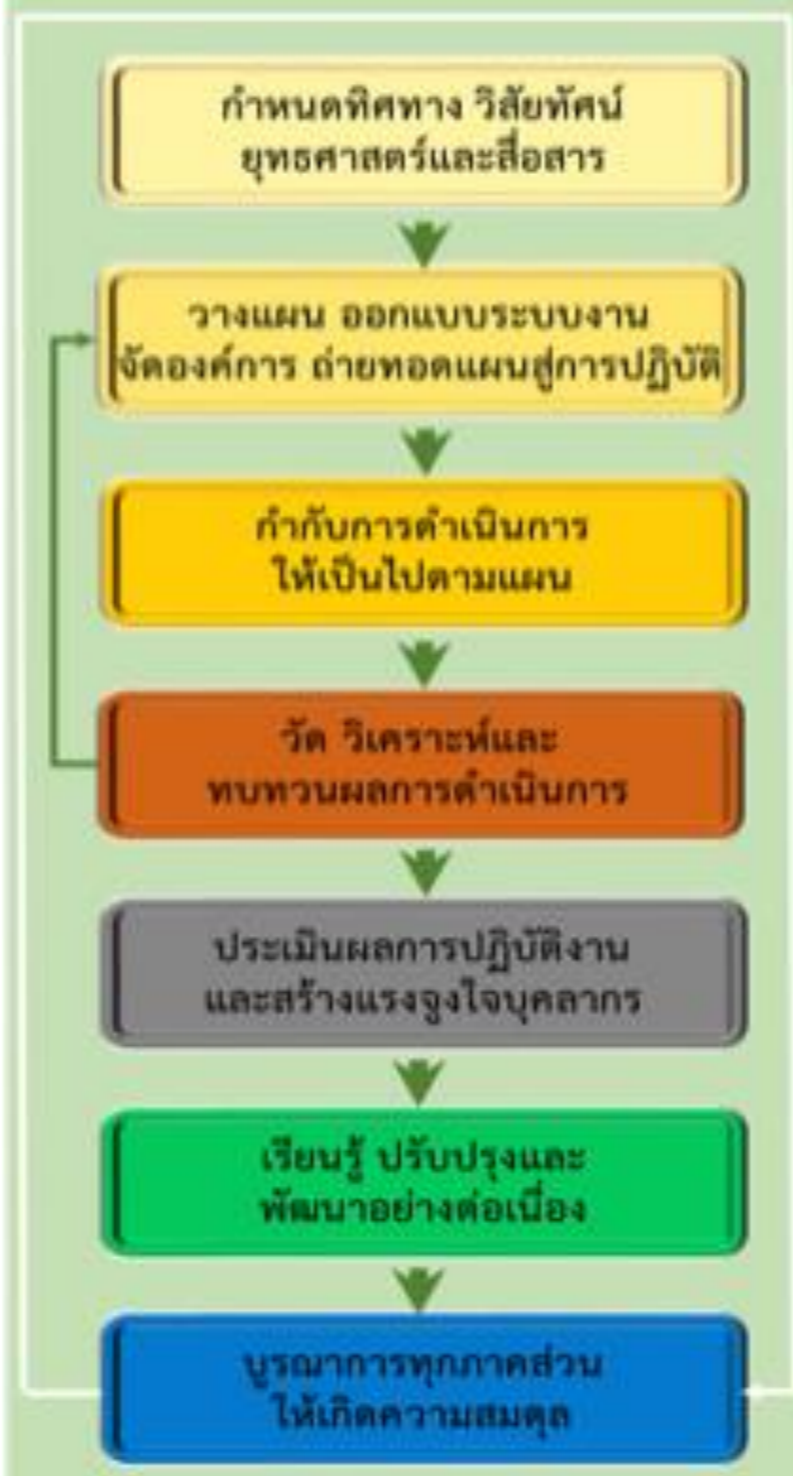 กำหนดทิศทาง วิสัยทัศน์
ยุทธศาสตร์และสื่อสาร
วางแผน ออกแบบระบบงาน
จัดองค์การ ถ่ายทอดแผนสู่การปฏิบัติ
กำกับการดำเนินการ
ให้เป็นไปตามแผน
วัด วิเคราะห์และ
ทบทวนผลการดำเนินการ
ประเมินผลการปฏิบัติงาน
และสร้างแรงจูงใจบุคลากร
เรียนรู้ ปรับปรุงและ
พัฒนาอย่างต่อเนื่อง
บูรณาการทุกภาคส่วน
ให้เกิดความสมดุล